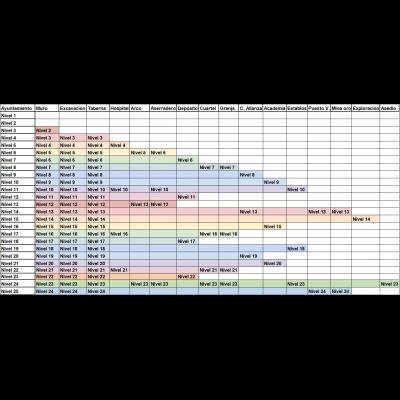 Ayuntamiento Muro Excavación Taberna Hospital Arco Aserradero Depósito Cuartel Granja C. Alianza Academia Establos Puesto V. Mina oro Exploración Asedio
Nivel 1
Nivel 2
Nivel 3 Nivel 2
Nivel 4 Nivel 3 Nivel 3 Nivel 3
Nivel 5 Nivel 4 Nivel 4 Nivel 4 Nivel 4
Nivel 6 Nivel 5 Nivel 5 Nivel 5 Nivel 5 Nivel 5
Nivel 7 Nivel 6 Nivel 6 Nivel 6 Nivel 6
Nivel 8 Nivel 7 Nivel 7 Nivel 7 Nivel 7 Nivel 7
Nivel 9 Nivel 8 Nivel 8 Nivel 8 Nivel 8
Nivel 10 Nivel 9 Nivel 9 Nivel 9 Nivel 9
Nivel 11 Nivel 10 Nivel 10 Nivel 10 Nivel 10 Nivel 10 Nivel 10
Nivel 12 Nivel 11 Nivel 11 Nivel 11 Nivel 11
Nivel 13 Nivel 12 Nivel 12 Nivel 12 Nivel 12 Nivel 12
Nivel 14 Nivel 13 Nivel 13 Nivel 13 Nivel 13 Nivel 13 Nivel 13
Nivel 15 Nivel 14 Nivel 14 Nivel 14 Nivel 14
Nivel 16 Nivel 15 Nivel 15 Nivel 15 Nivel 15
Nivel 17 Nivel 16 Nivel 16 Nivel 16 Nivel 16 Nivel 16 Nivel 16
Nivel 18 Nivel 17 Nivel 17 Nivel 17 Nivel 17
Nivel 19 Nivel 18 Nivel 18 Nivel 18 Nivel 18
Nivel 20 Nivel 19 Nivel 19 Nivel 19 Nivel 19
Nivel 21 Nivel 20 Nivel 20 Nivel 20 Nivel 20
Nivel 22 Nivel 21 Nivel 21 Nivel 21 Nivel 21 Nivel 21 Nivel 21
Nivel 23 Nivel 22 Nivel 22 Nivel 22 Nivel 22
Nivel 24 Nivel 23 Nivel 23 Nivel 23 Nivel 23 Nivel 23 Nivel 23 Nivel 23 Nivel 23 Nivel 23
Nivel 25 Nivel 24 Nivel 24 Nivel 24 Nivel 24 Nivel 24